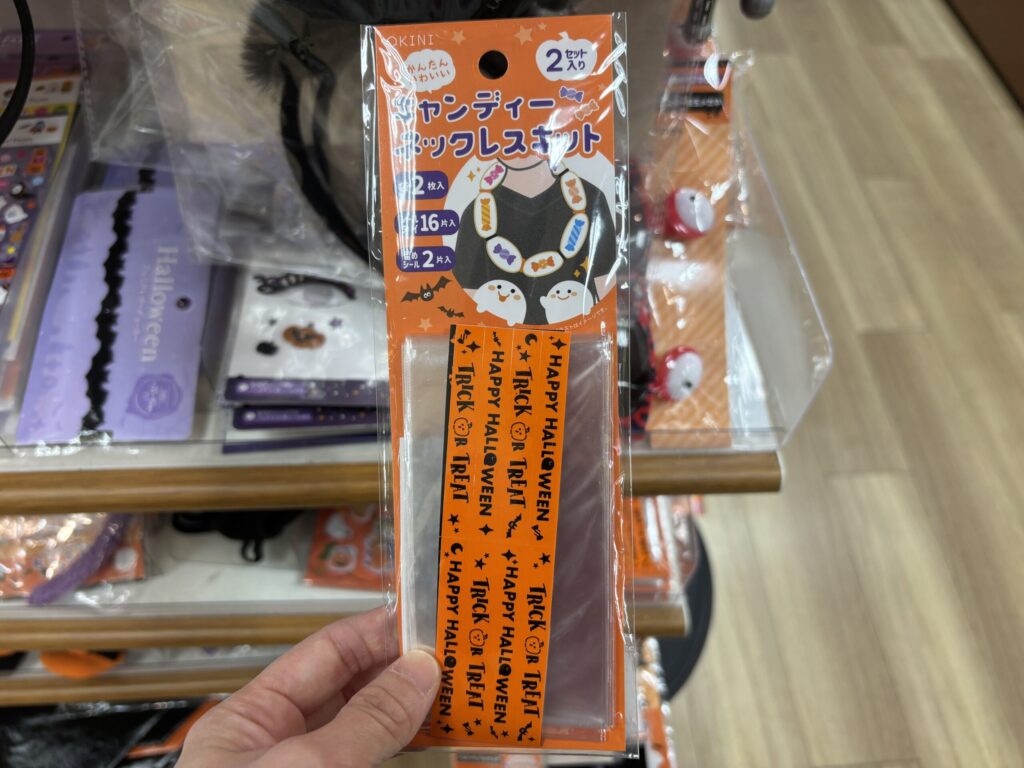 OKINI
かんたん
かわいい
2セット
入り
キャンディー
ネックレスキット
2枚入
16片入
シール2片入
Halloween
TRICK OR TREAT
HAPPY HALLOWEEN
TRICK OR TREAT
HAPPY HALLOWEEN
HAPPY HALLOWEEN
TRICK OR TREAT
HAPPY HALLOWEEN
TRICK OR TREAT